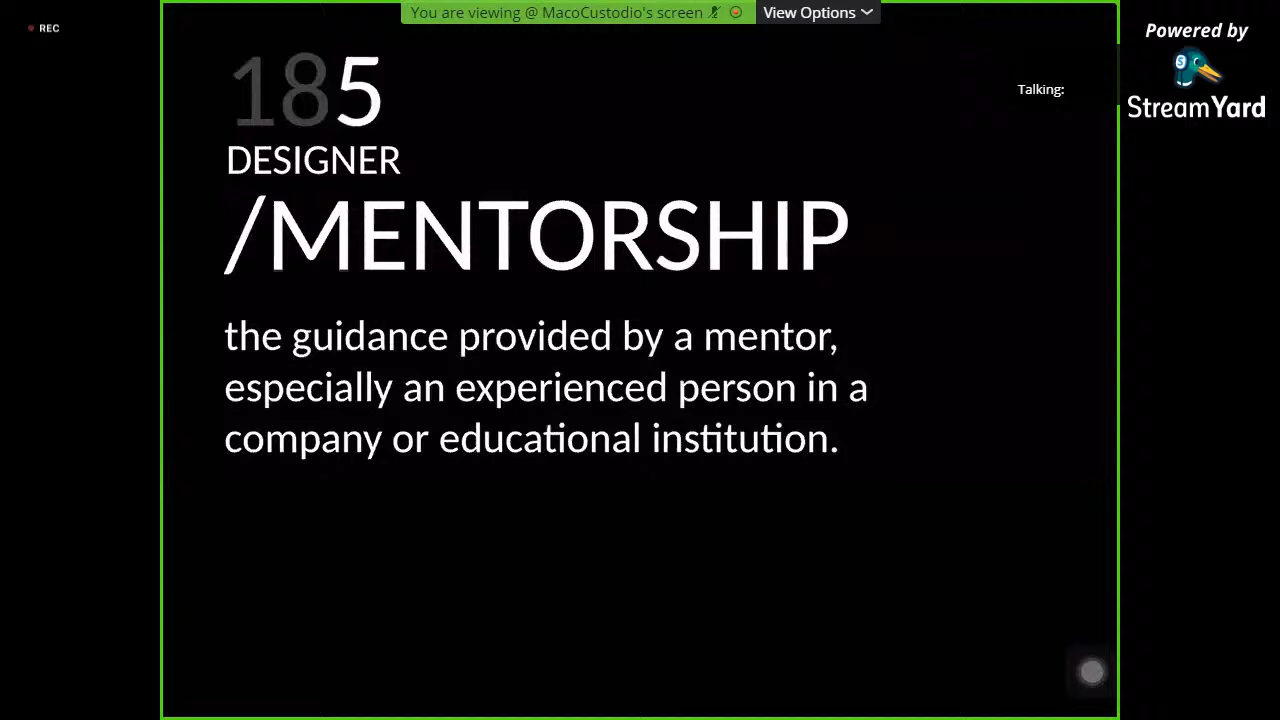 You are viewing @ MacoCustodio's screen
View Options
REC
Powered by
StreamYard
Talking:
185
DESIGNER
/MENTORSHIP
the guidance provided by a mentor,
especially an experienced person in a
company or educational institution.